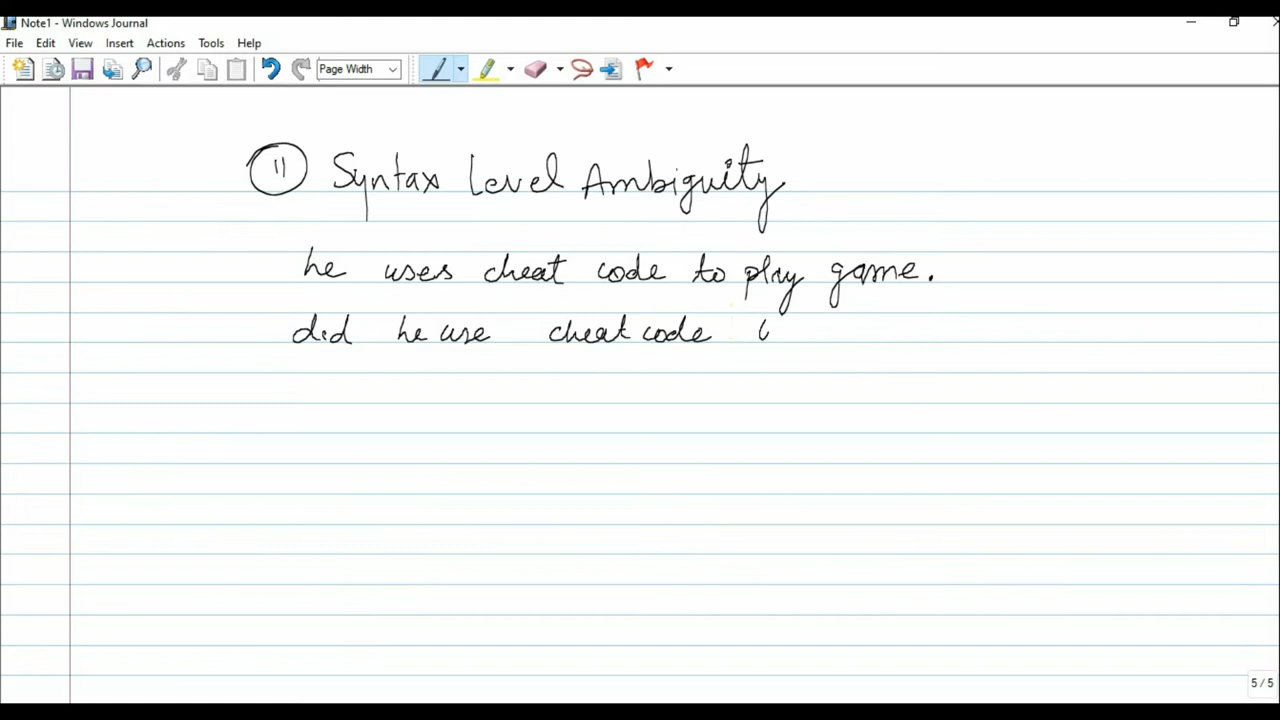 Note1 - Windows Journal
File Edit View Insert Actions Tools Help
Page Width
11 Syntax Level Ambiguity
he uses cheat code to play game.
did he use cheat code
5 / 5